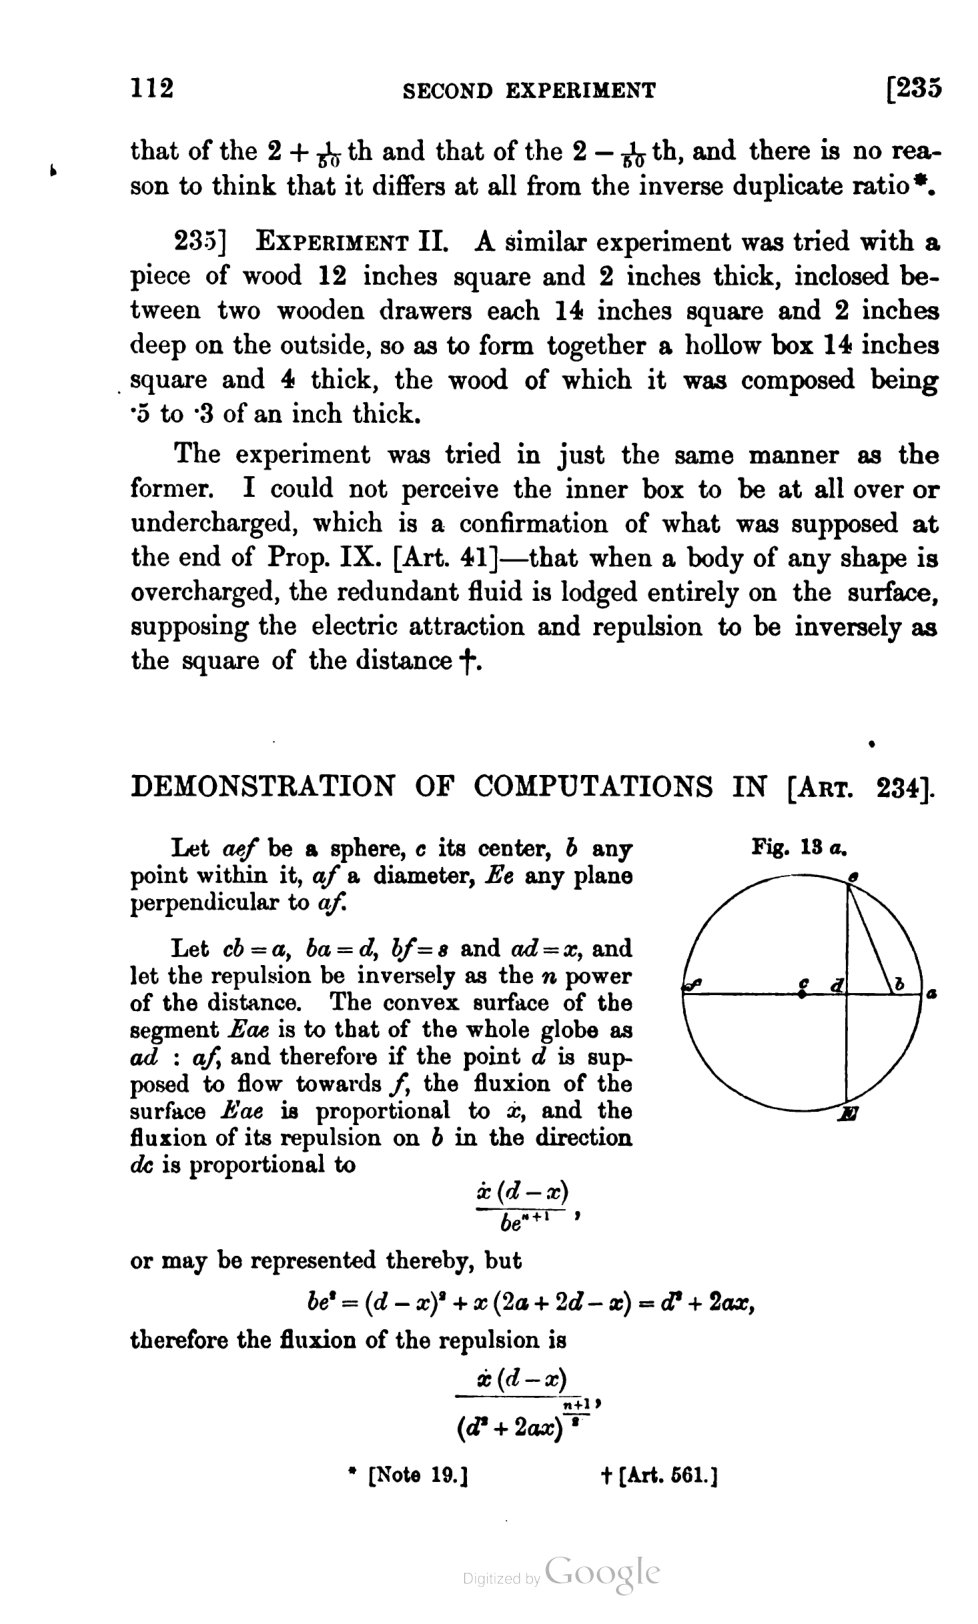 112 SECOND EXPERIMENT [235
that of the 2 + 1/50 th and that of the 2 − 1/50 th, and there is no rea-
son to think that it differs at all from the inverse duplicate ratio*.
235] EXPERIMENT II. A similar experiment was tried with a
piece of wood 12 inches square and 2 inches thick, inclosed be-
tween two wooden drawers each 14 inches square and 2 inches
deep on the outside, so as to form together a hollow box 14 inches
square and 4 thick, the wood of which it was composed being
·5 to ·3 of an inch thick.
The experiment was tried in just the same manner as the
former. I could not perceive the inner box to be at all over or
undercharged, which is a confirmation of what was supposed at
the end of Prop. IX. [Art. 41]—that when a body of any shape is
overcharged, the redundant fluid is lodged entirely on the surface,
supposing the electric attraction and repulsion to be inversely as
the square of the distance †.
DEMONSTRATION OF COMPUTATIONS IN [ART. 234].
Let aef be a sphere, c its center, b any
point within it, af a diameter, Ee any plane
perpendicular to af.
Let cb = a, ba = d, bf = s and ad = x, and
let the repulsion be inversely as the n power
of the distance. The convex surface of the
segment Eae is to that of the whole globe as
ad : af, and therefore if the point d is sup-
posed to flow towards f, the fluxion of the
surface Eae is proportional to ẋ, and the
fluxion of its repulsion on b in the direction
dc is proportional to
Fig. 13 a.
e
f c d b a
E
ẋ (d − x)
beⁿ⁺¹ ,
or may be represented thereby, but
be² = (d − x)² + x (2a + 2d − x) = d² + 2ax,
therefore the fluxion of the repulsion is
ẋ (d − x)
(d² + 2ax)^((n+1)/2) ,
* [Note 19.] † [Art. 561.]
Digitized by Google